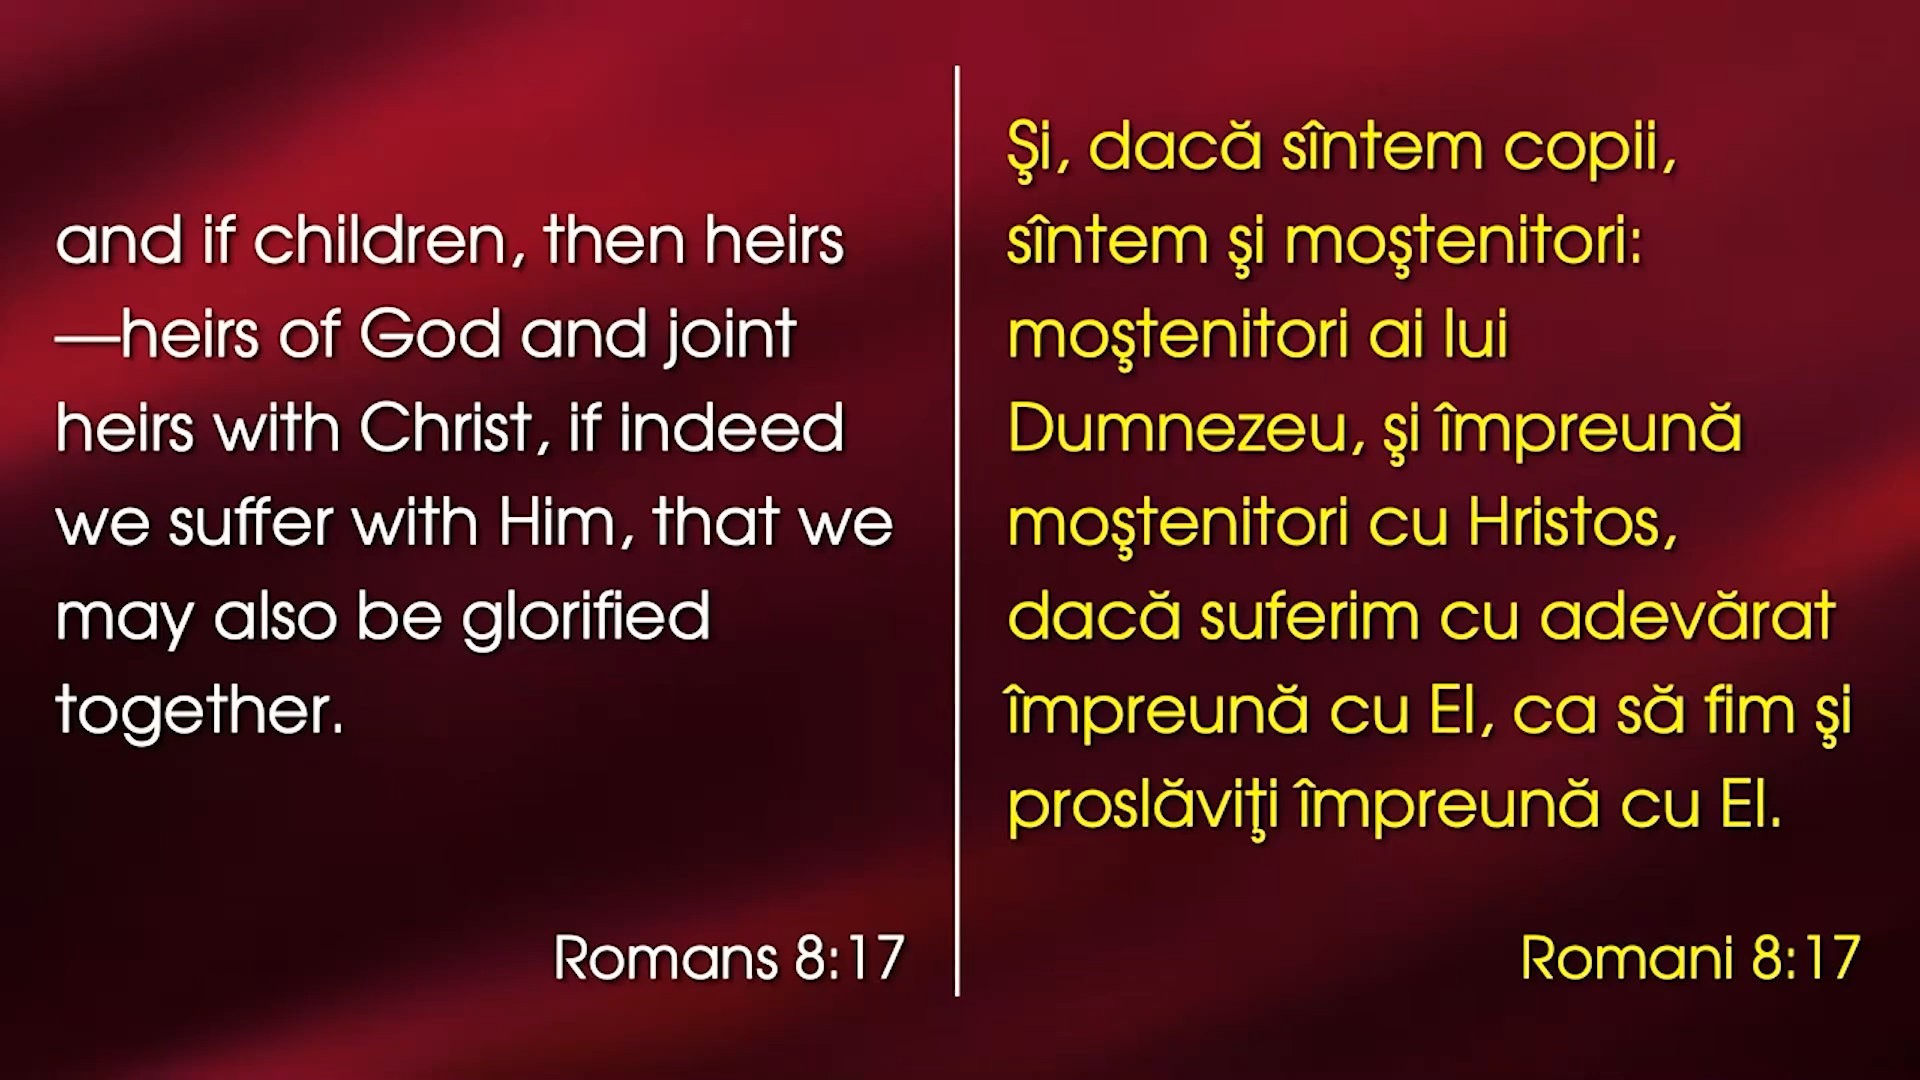 and if children, then heirs
—heirs of God and joint
heirs with Christ, if indeed
we suffer with Him, that we
may also be glorified
together.
Romans 8:17
Şi, dacă sîntem copii,
sîntem şi moştenitori:
moştenitori ai lui
Dumnezeu, şi împreună
moştenitori cu Hristos,
dacă suferim cu adevărat
împreună cu El, ca să fim şi
proslăviţi împreună cu El.
Romani 8:17